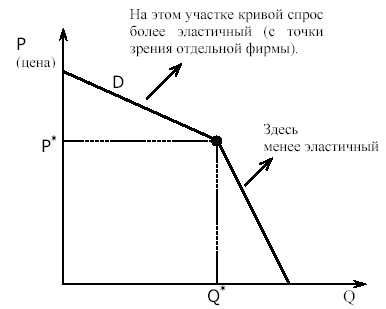 На этом участке кривой спрос
более эластичный (с точки
зрения отдельной фирмы).
P
(цена)
D
Здесь
менее эластичный
P*
Q*
Q